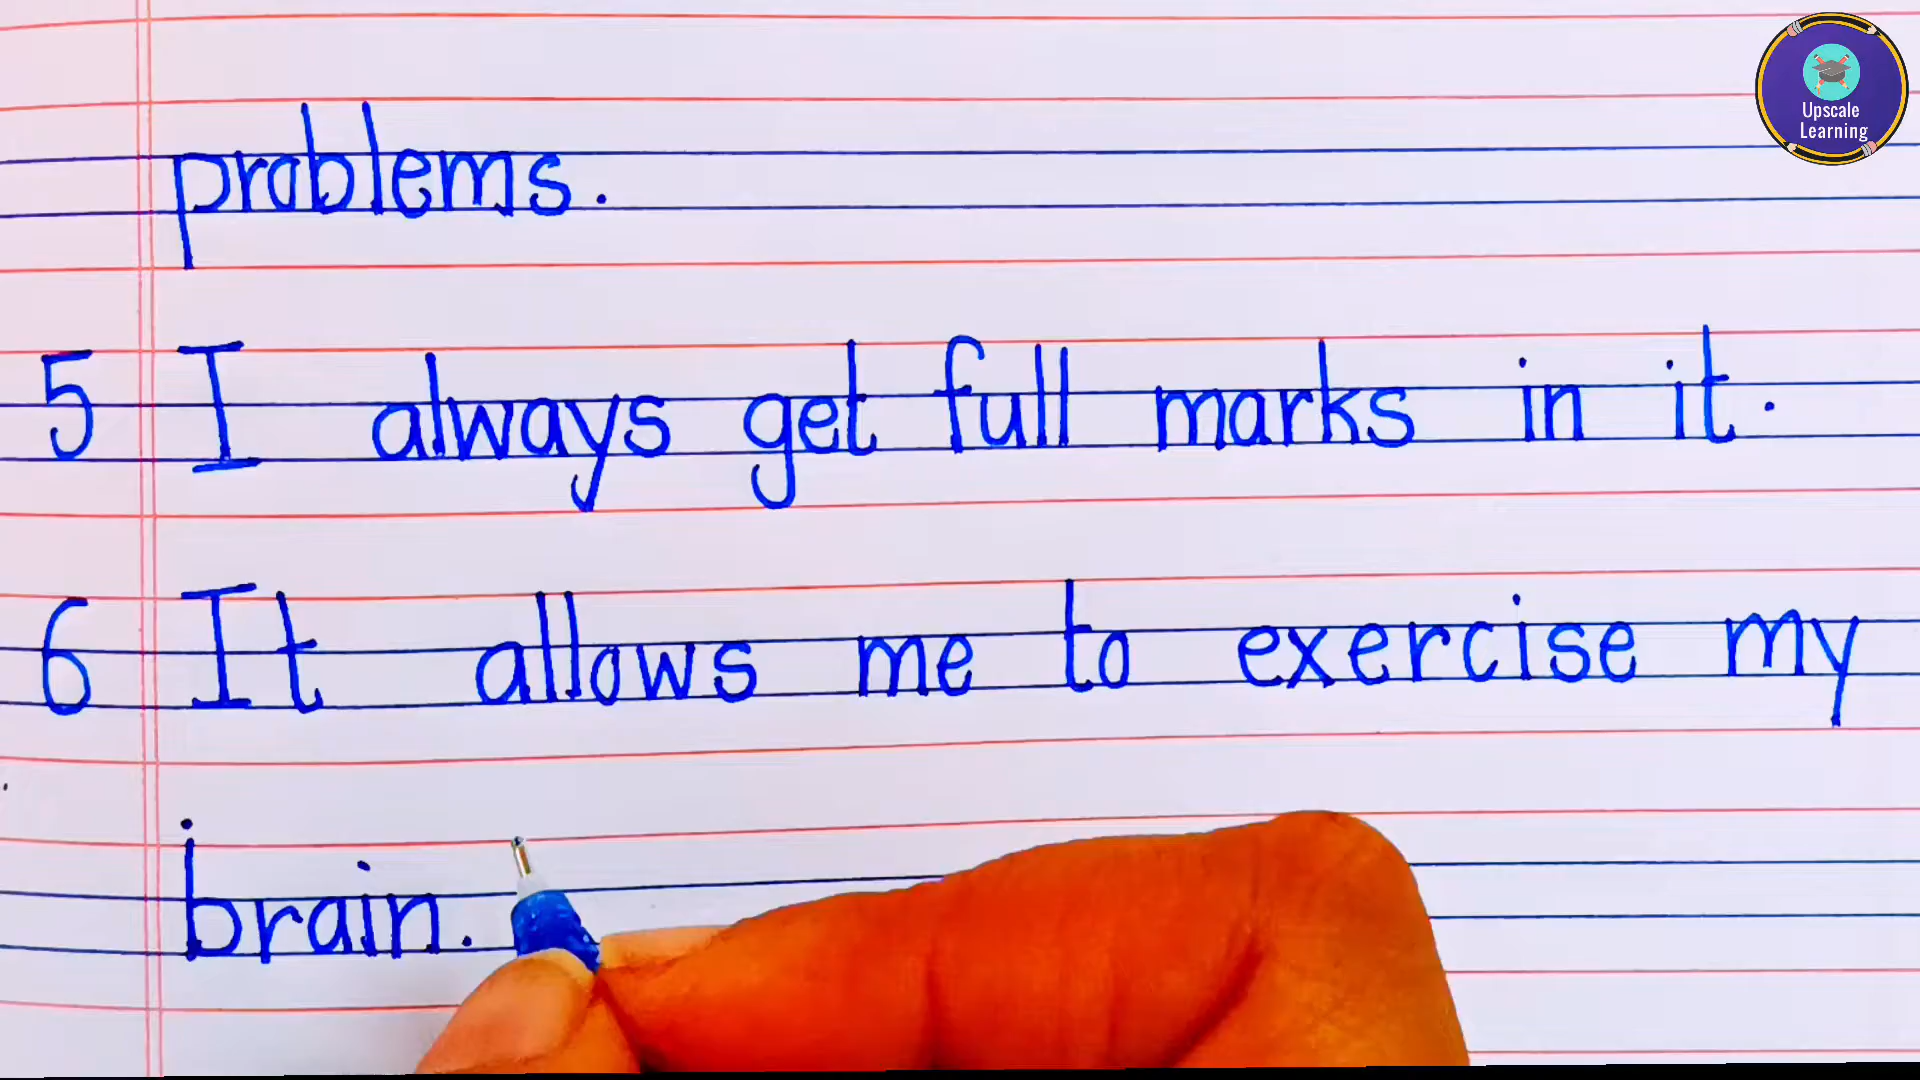 Upscale
Learning
problems.
5 I always get full marks in it.
6 It allows me to exercise my
brain.